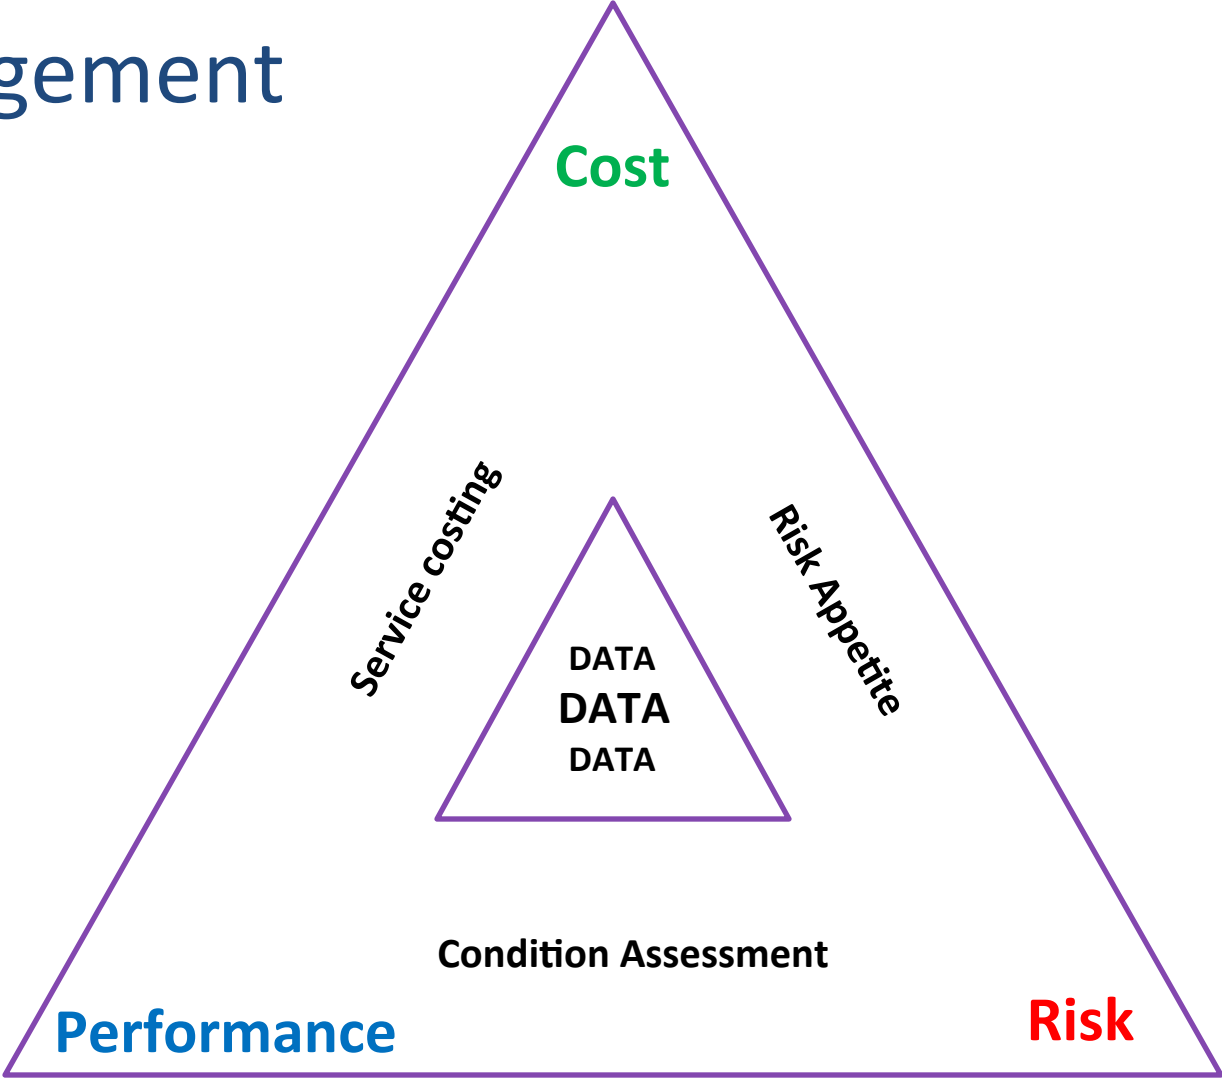 gement
Cost
Service costing
Risk Appetite
DATA
DATA
DATA
Condition Assessment
Performance
Risk